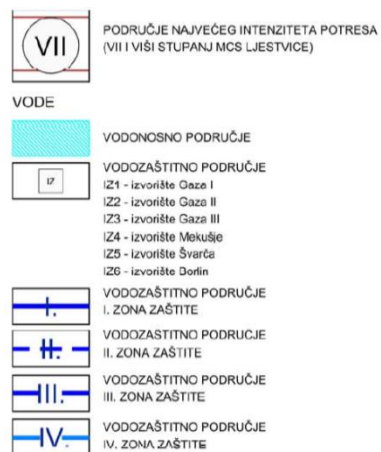 VII
PODRUČJE NAJVEĆEG INTENZITETA POTRESA
(VII I VIŠI STUPANJ MCS LJESTVICE)
VODE
VODONOSNO PODRUČJE
IZ
VODOZAŠTITNO PODRUČJE
IZ1 - izvorište Gaza I
IZ2 - izvorište Gaza II
IZ3 - izvorište Gaza III
IZ4 - izvorište Mekušje
IZ5 - izvorište Švarča
IZ6 - izvorište Borlin
I.
VODOZAŠTITNO PODRUČJE
I. ZONA ZAŠTITE
II.
VODOZAŠTITNO PODRUČJE
II. ZONA ZAŠTITE
III.
VODOZAŠTITNO PODRUČJE
III. ZONA ZAŠTITE
IV.
VODOZAŠTITNO PODRUČJE
IV. ZONA ZAŠTITE